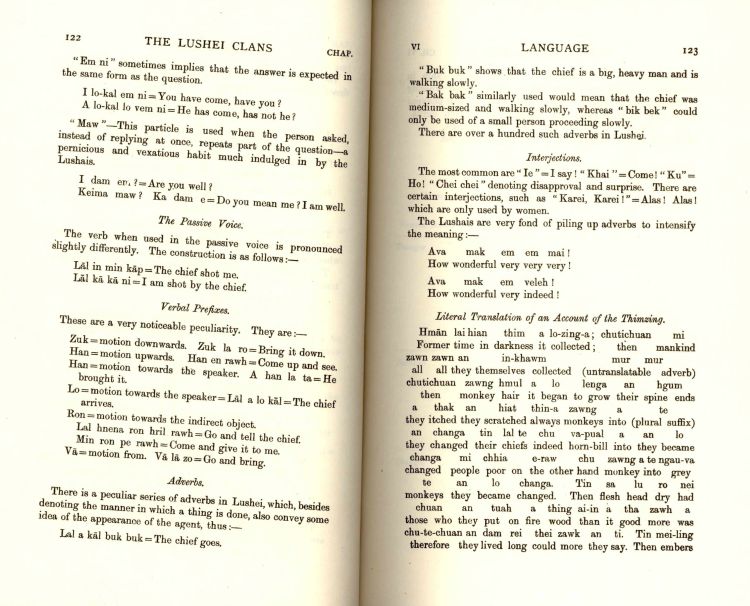 122
THE LUSHEI CLANS
CHAP.
"Em ni" sometimes implies that the answer is expected in
the same form as the question.
I lo-kal em ni=You have come, have you?
A lo-kal lo vem ni=He has come, has not he?
"Maw"—This particle is used when the person asked,
instead of replying at once, repeats part of the question—a
pernicious and vexatious habit much indulged in by the
Lushais.
I dam em ?=Are you well?
Keima maw? Ka dam e=Do you mean me? I am well.
The Passive Voice.
The verb when used in the passive voice is pronounced
slightly differently. The construction is as follows:—
Lāl in min kāp=The chief shot me.
Lāl kā kā ni=I am shot by the chief.
Verbal Prefixes.
These are a very noticeable peculiarity. They are:—
Zuk=motion downwards. Zuk la ro=Bring it down.
Han=motion upwards. Han en rawh=Come up and see.
Han=motion towards the speaker. A han la ta=He
brought it.
Lo=motion towards the speaker=Lāl a lo kāl=The chief
arrives.
Ron=motion towards the indirect object.
Lal hnena ron hril rawh=Go and tell the chief.
Min ron pe rawh=Come and give it to me.
Vā=motion from. Vā lā zo=Go and bring.
Adverbs.
There is a peculiar series of adverbs in Lushei, which, besides
denoting the manner in which a thing is done, also convey some
idea of the appearance of the agent, thus:—
Lal a kāl buk buk=The chief goes.
VI
LANGUAGE
123
"Buk buk" shows that the chief is a big, heavy man and is
walking slowly.
"Bak bak" similarly used would mean that the chief was
medium-sized and walking slowly, whereas "bik bek" could
only be used of a small person proceeding slowly.
There are over a hundred such adverbs in Lushei.
Interjections.
The most common are "Ie"=I say! "Khai"=Come! "Ku"=
Ho! "Chei chei" denoting disapproval and surprise. There are
certain interjections, such as "Karei, Karei!"=Alas! Alas!
which are only used by women.
The Lushais are very fond of piling up adverbs to intensify
the meaning:—
Ava mak em em mai!
How wonderful very very very!
Ava mak em veleh!
How wonderful very indeed!
Literal Translation of an Account of the Thimzing.
Hmān lai hian thim a lo-zing-a; chutichuan mi
Former time in darkness it collected; then mankind
zawn zawn an in-khawm mur mur
all all they themselves collected (untranslatable adverb)
chutichuan zawng hmul a lo lenga an hgum
then monkey hair it began to grow their spine ends
a thak an hiat thin-a zawng a te
they itched they scratched always monkeys into (plural suffix)
an changa tin lal te chu va-pual a an lo
they changed their chiefs indeed horn-bill into they became
changa mi chhia e-raw chu zawng a te ngau-va
changed people poor on the other hand monkey into grey
te an lo changa. Tin sa lu ro nei
monkeys they became changed. Then flesh head dry had
chuan an tuah a thing ai-in a tha zawh a
those who they put on fire wood than it good more was
chu-te-chuan an dam rei thei zawk an ti. Tin mei-ling
therefore they lived long could more they say. Then embers